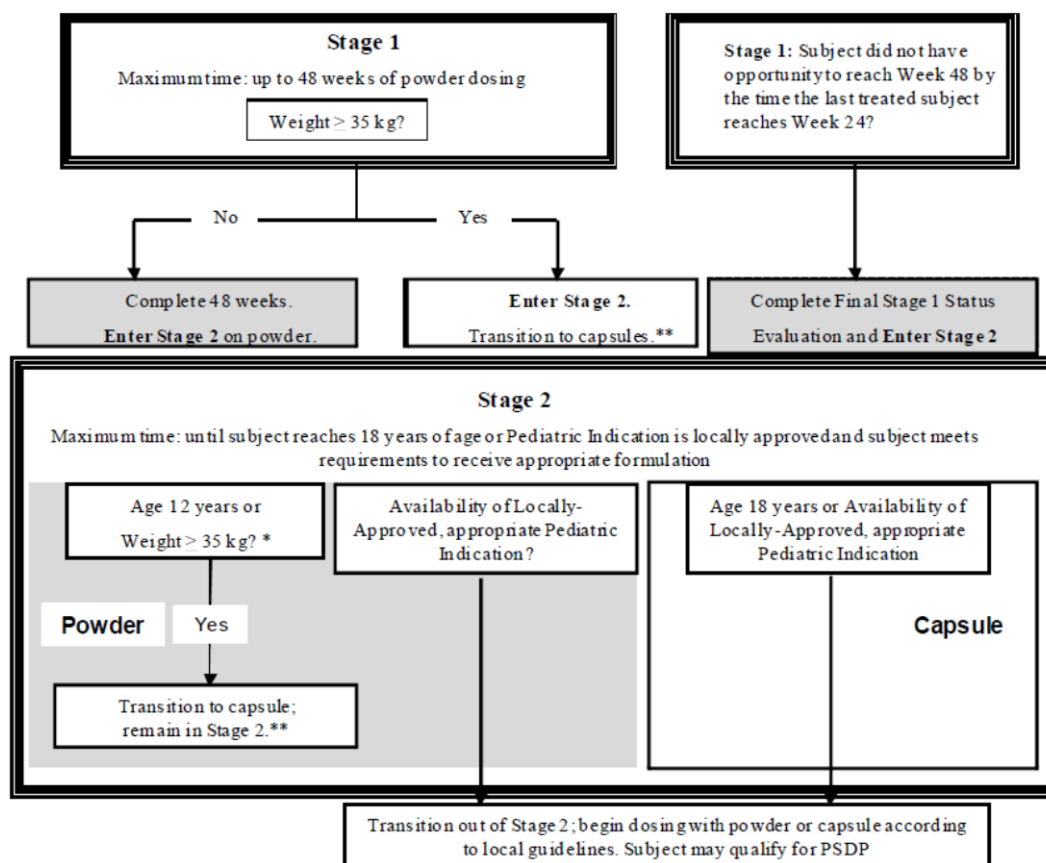 Stage 1
Maximum time: up to 48 weeks of powder dosing
Weight ≥ 35 kg?
Stage 1: Subject did not have
opportunity to reach Week 48 by
the time the last treated subject
reaches Week 24?
No
Yes
Complete 48 weeks.
Enter Stage 2 on powder.
Enter Stage 2.
Transition to capsules.**
Complete Final Stage 1 Status
Evaluation and Enter Stage 2
Stage 2
Maximum time: until subject reaches 18 years of age or Pediatric Indication is locally approved and subject meets
requirements to receive appropriate formulation
Age 12 years or
Weight ≥ 35 kg? *
Availability of Locally-
Approved, appropriate Pediatric
Indication?
Age 18 years or Availability of
Locally-Approved, appropriate
Pediatric Indication
Powder
Yes
Capsule
Transition to capsule;
remain in Stage 2.**
Transition out of Stage 2; begin dosing with powder or capsule according
to local guidelines. Subject may qualify for PSDP